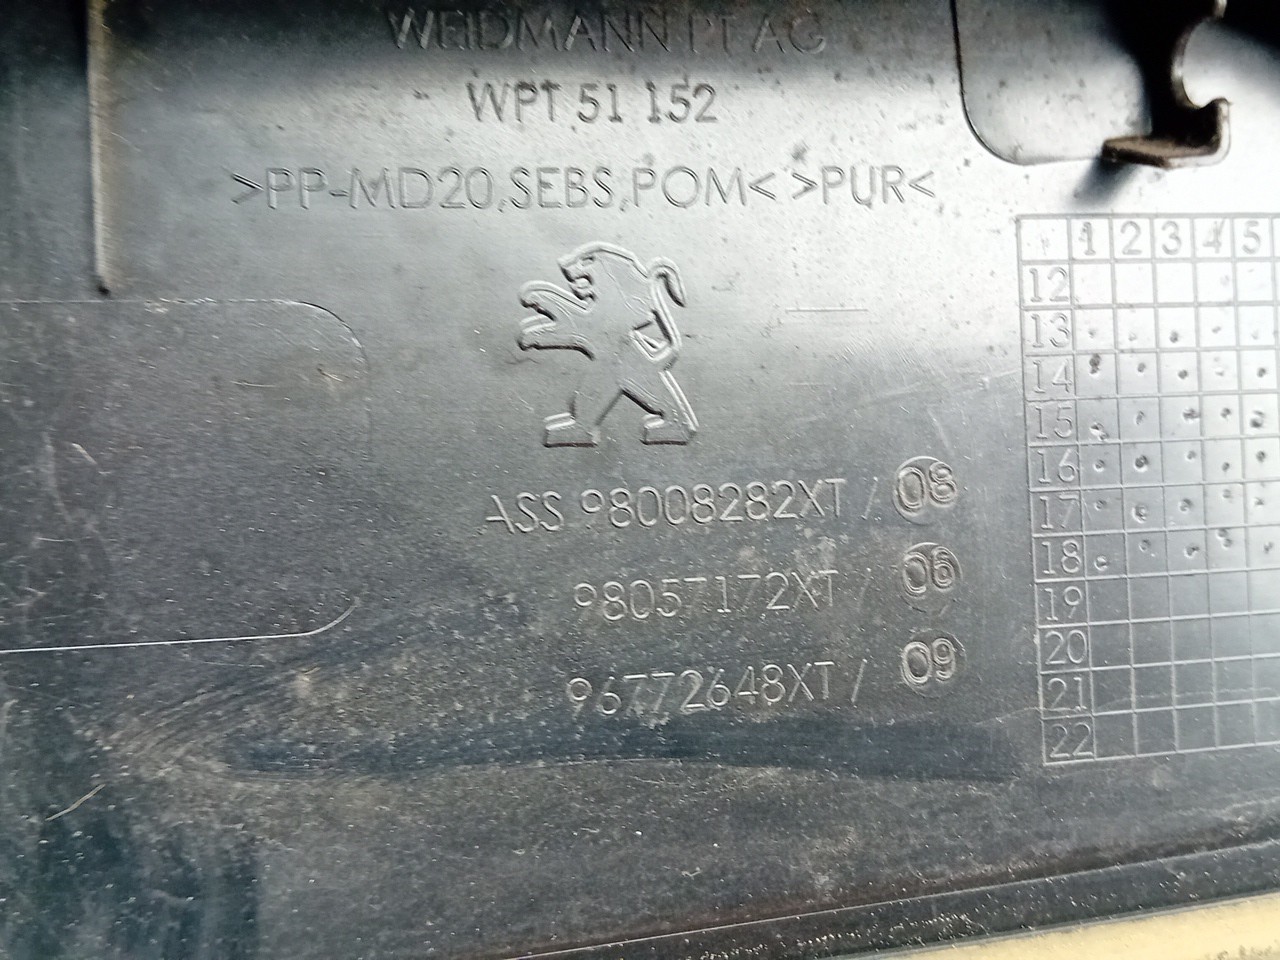 WEIDMANN PT AG
WPT 51 152
>PP-MD20,SEBS,POM< >PUR<
ASS 98008282XT / 08
98057172XT / 06
96772648XT / 09
1 2 3 4 5
12
13
14
15
16
17
18
19
20
21
22